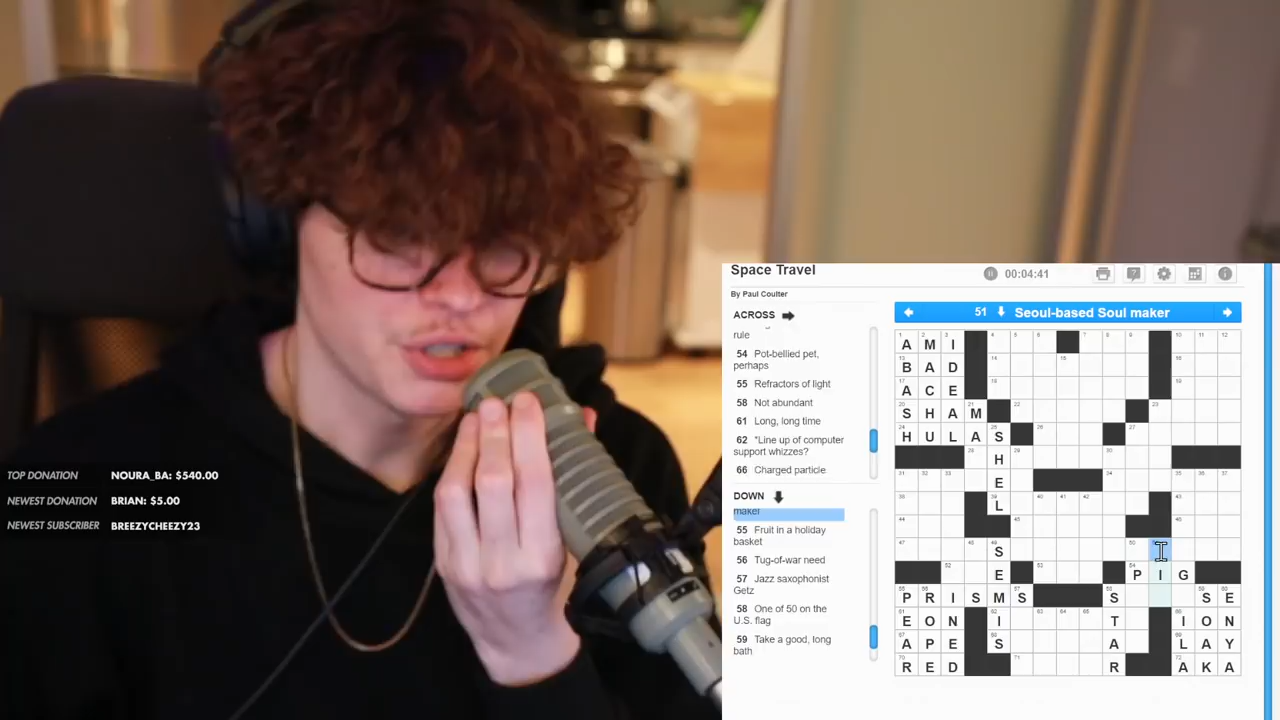 Space Travel
00:04:41
By Paul Coulter
ACROSS
rule
54 Pot-bellied pet,
perhaps
55 Refractors of light
58 Not abundant
61 Long, long time
62 "Line up of computer
support whizzes?
66 Charged particle
DOWN
maker
55 Fruit in a holiday
basket
56 Tug-of-war need
57 Jazz saxophonist
Getz
58 One of 50 on the
U.S. flag
59 Take a good, long
bath
51 Seoul-based Soul maker
A M I
B A D
A C E
S H A M
H U L A S S
H
E
L
S
E P I G
P R I S M S S S E
E O N I T I O N
A P E S A L A Y
R E D R A K A
TOP DONATION NOURA_BA: $540.00
NEWEST DONATION BRIAN: $5.00
NEWEST SUBSCRIBER BREEZYCHEEZY23